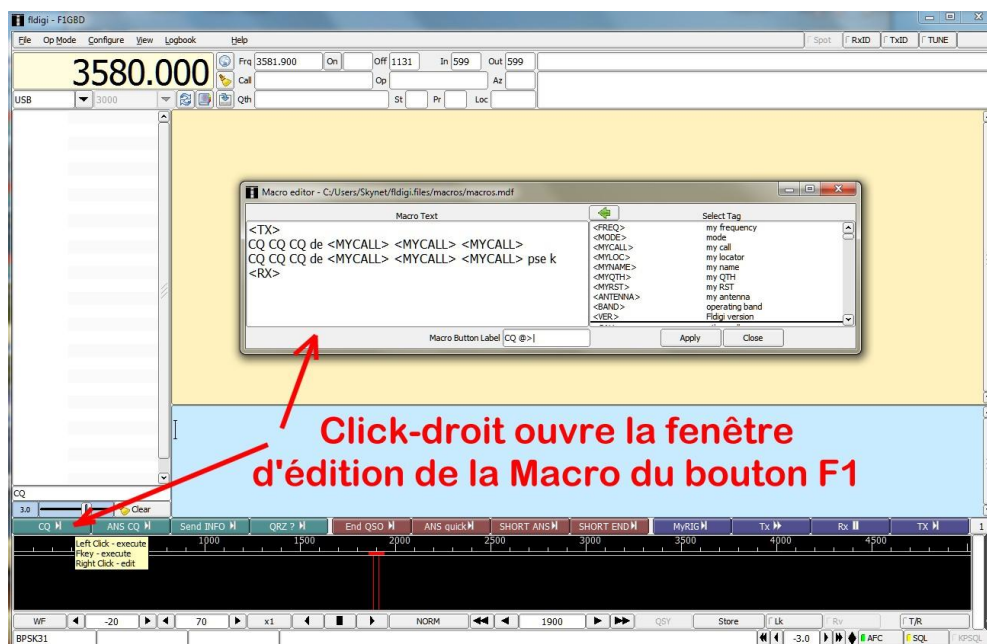 fldigi - F1GBD
File Op Mode Configure View Logbook Help
Spot RxID TxID TUNE
3580.000
Frq 3581.900 On Off 1131 In 599 Out 599
Call Op Az
Qth St Pr Loc
USB 3000
Macro editor - C:/Users/Skynet/fldigi.files/macros/macros.mdf
Macro Text
Select Tag
<TX>
CQ CQ CQ de <MYCALL> <MYCALL> <MYCALL>
CQ CQ CQ de <MYCALL> <MYCALL> <MYCALL> pse k
<RX>
<FREQ> my frequency
<MODE> mode
<MYCALL> my call
<MYLOC> my locator
<MYNAME> my name
<MYQTH> my QTH
<MYRST> my RST
<ANTENNA> my antenna
<BAND> operating band
<VER> Fldigi version
Macro Button Label CQ @>|
Apply Close
Click-droit ouvre la fenêtre
d'édition de la Macro du bouton F1
CQ
3.0 Clear
CQ ANS CQ Send INFO QRZ ? End QSO ANS quick SHORT ANS SHORT END MyRIG Tx Rx TX 1
Left Click - execute
Fkey - execute
Right Click - edit
1000 1500 2000 2500 3000 3500 4000 4500
WF -20 70 x1 NORM 1900 QSY Store Lk Rv T/R
BPSK31 -3.0 AFC SQL KPSQL